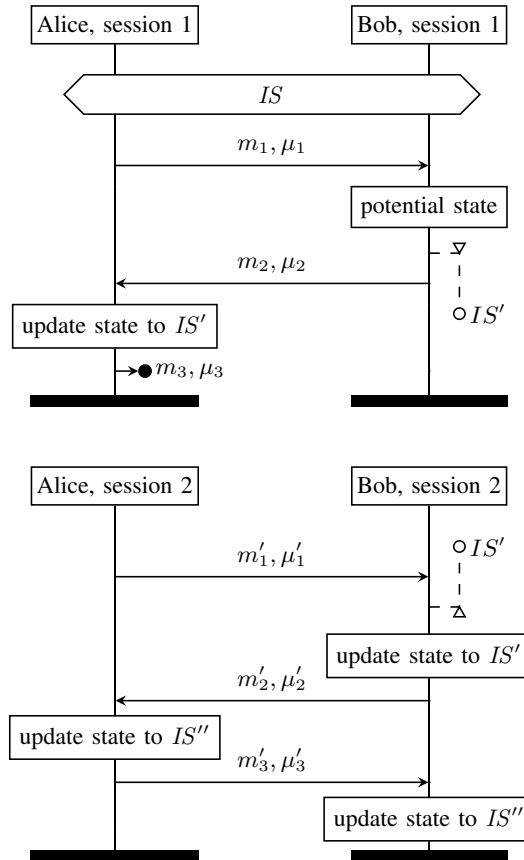 Alice, session 1
Bob, session 1
IS
m₁, μ₁
potential state
m₂, μ₂
update state to IS′
IS′
m₃, μ₃
Alice, session 2
Bob, session 2
IS′
m′₁, μ′₁
update state to IS′
m′₂, μ′₂
update state to IS″
m′₃, μ′₃
update state to IS″